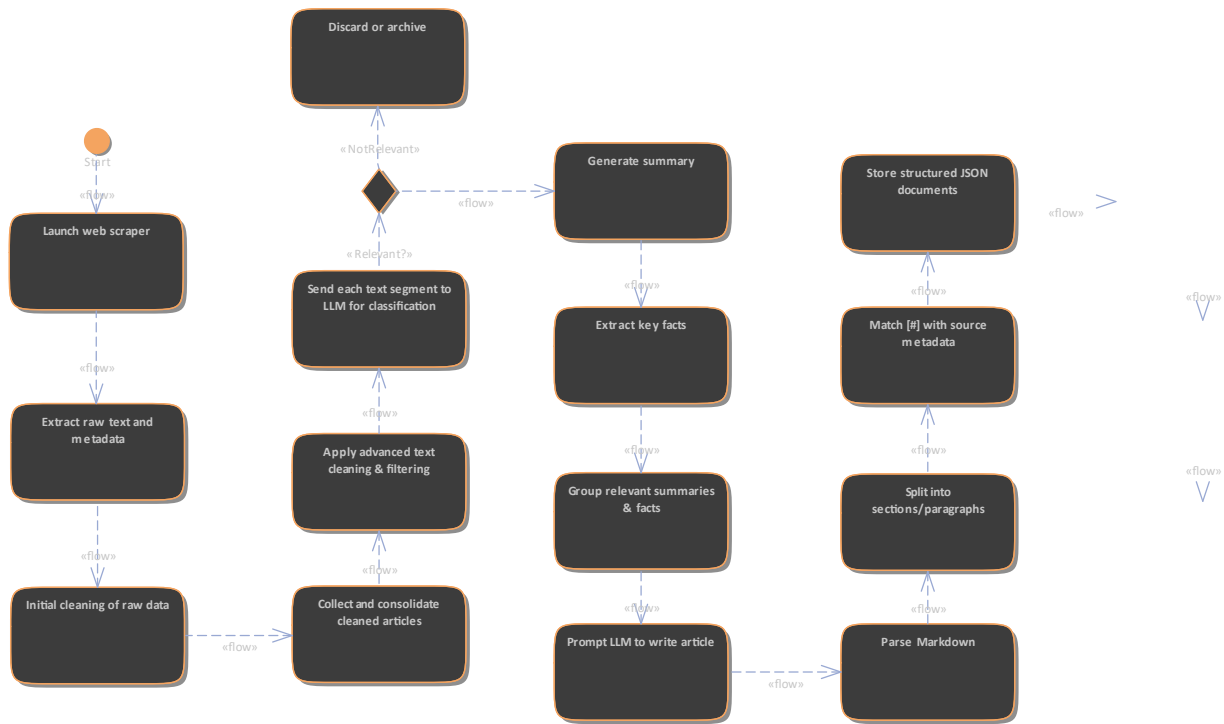 Start
«flow»
Launch web scraper
«flow»
Extract raw text and
metadata
«flow»
Initial cleaning of raw data
«flow»
Collect and consolidate
cleaned articles
«flow»
Apply advanced text
cleaning & filtering
«flow»
Send each text segment to
LLM for classification
«Relevant?»
«NotRelevant»
Discard or archive
«flow»
Generate summary
«flow»
Extract key facts
«flow»
Group relevant summaries
& facts
«flow»
Prompt LLM to write article
«flow»
Parse Markdown
«flow»
Split into
sections/paragraphs
«flow»
Match [#] with source
metadata
«flow»
Store structured JSON
documents
«flow»
«flow»
«flow»